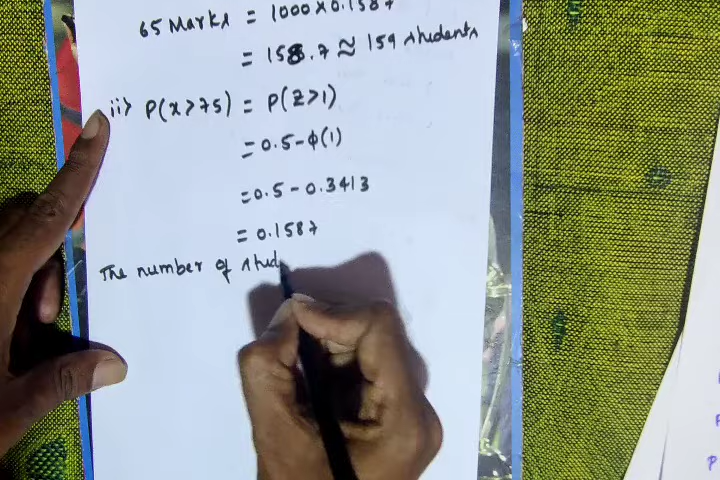 65 Marks = 1000×0.1587
= 158.7 ≈ 159 students
ii) P(x>75) = P(Z>1)
= 0.5-ϕ(1)
= 0.5 - 0.3413
= 0.1587
The number of stud